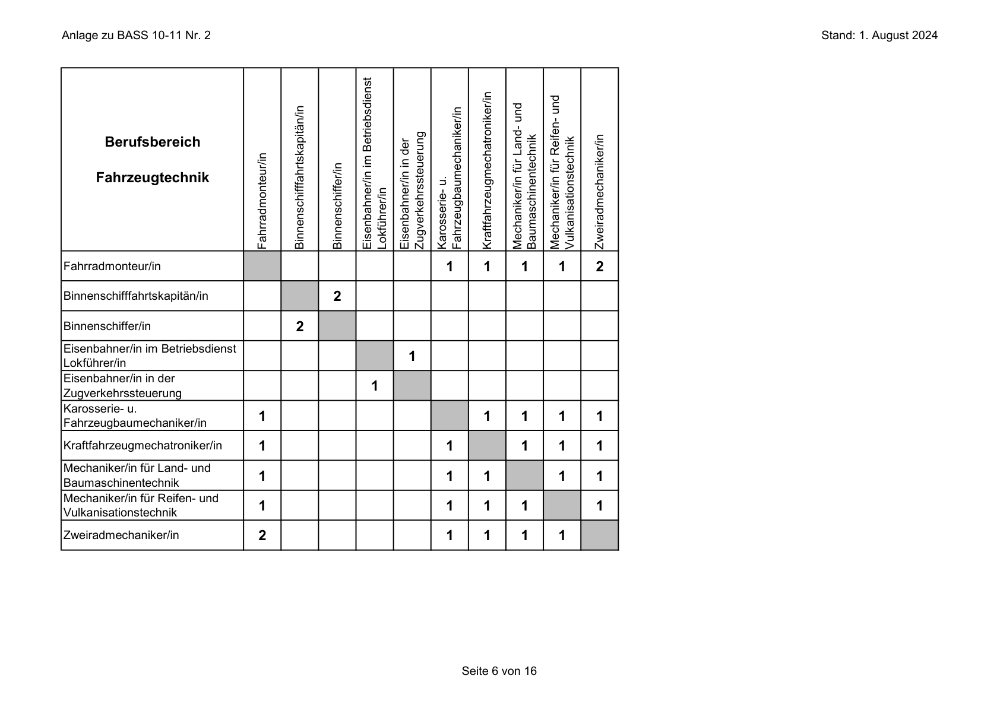 Anlage zu BASS 10-11 Nr. 2
Stand: 1. August 2024
Berufsbereich
Fahrzeugtechnik
Fahrradmonteur/in
Binnenschifffahrtskapitän/in
Binnenschiffer/in
Eisenbahner/in im Betriebsdienst
Lokführer/in
Eisenbahner/in in der
Zugverkehrssteuerung
Karosserie- u.
Fahrzeugbaumechaniker/in
Kraftfahrzeugmechatroniker/in
Mechaniker/in für Land- und
Baumaschinentechnik
Mechaniker/in für Reifen- und
Vulkanisationstechnik
Zweiradmechaniker/in
Fahrradmonteur/in 1 1 1 1 2
Binnenschifffahrtskapitän/in 2
Binnenschiffer/in 2
Eisenbahner/in im Betriebsdienst
Lokführer/in 1
Eisenbahner/in in der
Zugverkehrssteuerung 1
Karosserie- u.
Fahrzeugbaumechaniker/in 1 1 1 1 1
Kraftfahrzeugmechatroniker/in 1 1 1 1 1
Mechaniker/in für Land- und
Baumaschinentechnik 1 1 1 1 1
Mechaniker/in für Reifen- und
Vulkanisationstechnik 1 1 1 1 1
Zweiradmechaniker/in 2 1 1 1 1
Seite 6 von 16